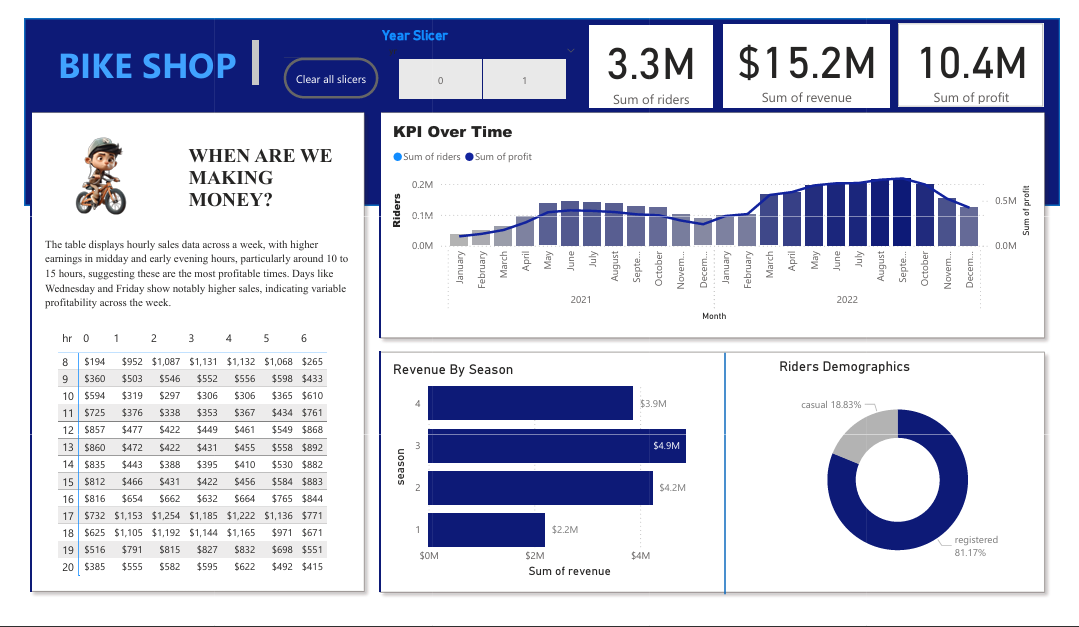 BIKE SHOP
Year Slicer
Clear all slicers
0 1
3.3M
Sum of riders
$15.2M
Sum of revenue
10.4M
Sum of profit
WHEN ARE WE
MAKING
MONEY?
The table displays hourly sales data across a week, with higher
earnings in midday and early evening hours, particularly around 10 to
15 hours, suggesting these are the most profitable times. Days like
Wednesday and Friday show notably higher sales, indicating variable
profitability across the week.
hr 0 1 2 3 4 5 6
8 $194 $952 $1,087 $1,131 $1,132 $1,068 $265
9 $360 $503 $546 $552 $556 $598 $433
10 $594 $319 $297 $306 $306 $365 $610
11 $725 $376 $338 $353 $367 $434 $761
12 $857 $477 $422 $449 $461 $549 $868
13 $860 $472 $422 $431 $455 $558 $892
14 $835 $443 $388 $395 $410 $530 $882
15 $812 $466 $431 $422 $456 $584 $883
16 $816 $654 $662 $632 $664 $765 $844
17 $732 $1,153 $1,254 $1,185 $1,222 $1,136 $771
18 $625 $1,105 $1,192 $1,144 $1,165 $971 $671
19 $516 $791 $815 $827 $832 $698 $551
20 $385 $555 $582 $595 $622 $492 $415
KPI Over Time
Sum of riders Sum of profit
Riders
0.2M
0.1M
0.0M
0.5M
0.0M
Sum of profit
January February March April May June July August Septe... October Novem... Decem... January February March April May June July August Septe... October Novem... Decem...
2021 2022
Month
Revenue By Season
season
4 $3.9M
3 $4.9M
2 $4.2M
1 $2.2M
$0M $2M $4M
Sum of revenue
Riders Demographics
casual 18.83%
registered
81.17%